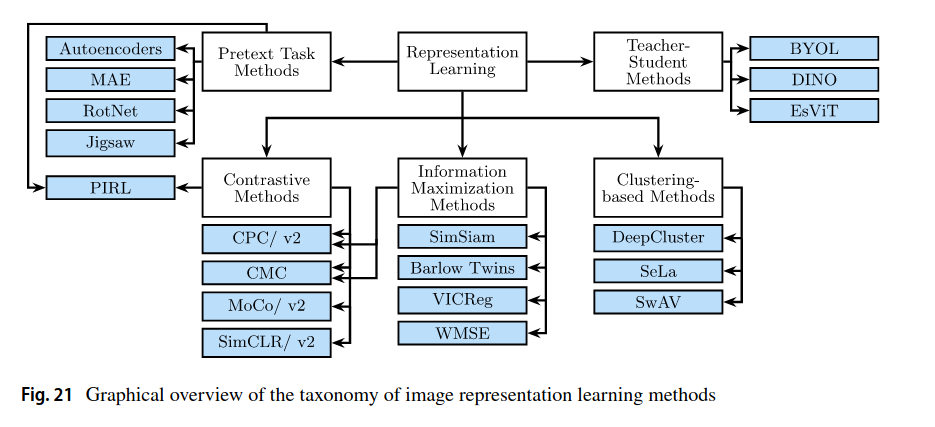 Autoencoders
MAE
RotNet
Jigsaw
PIRL
Pretext Task
Methods
Representation
Learning
Teacher-
Student
Methods
BYOL
DINO
EsViT
Contrastive
Methods
CPC/ v2
CMC
MoCo/ v2
SimCLR/ v2
Information
Maximization
Methods
SimSiam
Barlow Twins
VICReg
WMSE
Clustering-
based Methods
DeepCluster
SeLa
SwAV
Fig. 21 Graphical overview of the taxonomy of image representation learning methods